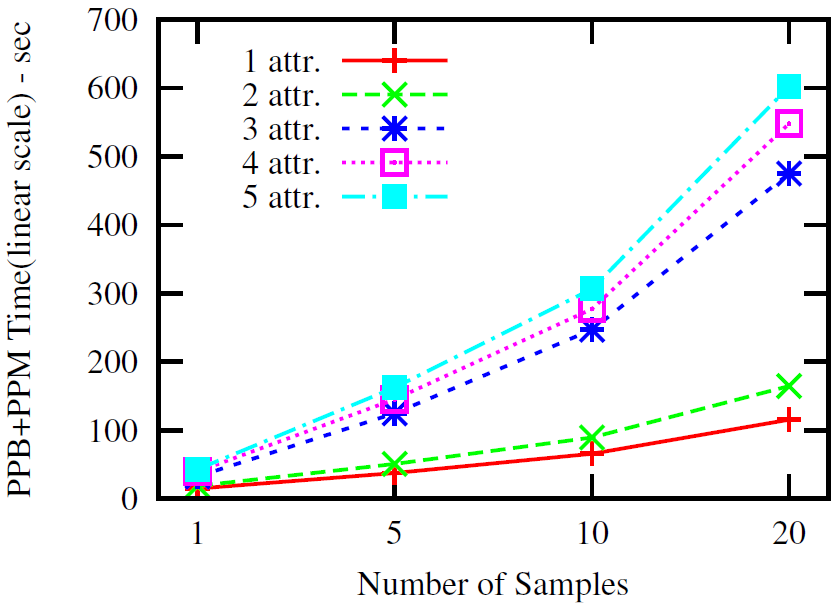 PPB+PPM Time(linear scale) - sec
700
600
500
400
300
200
100
0
1 attr.
2 attr.
3 attr.
4 attr.
5 attr.
1 5 10 20
Number of Samples